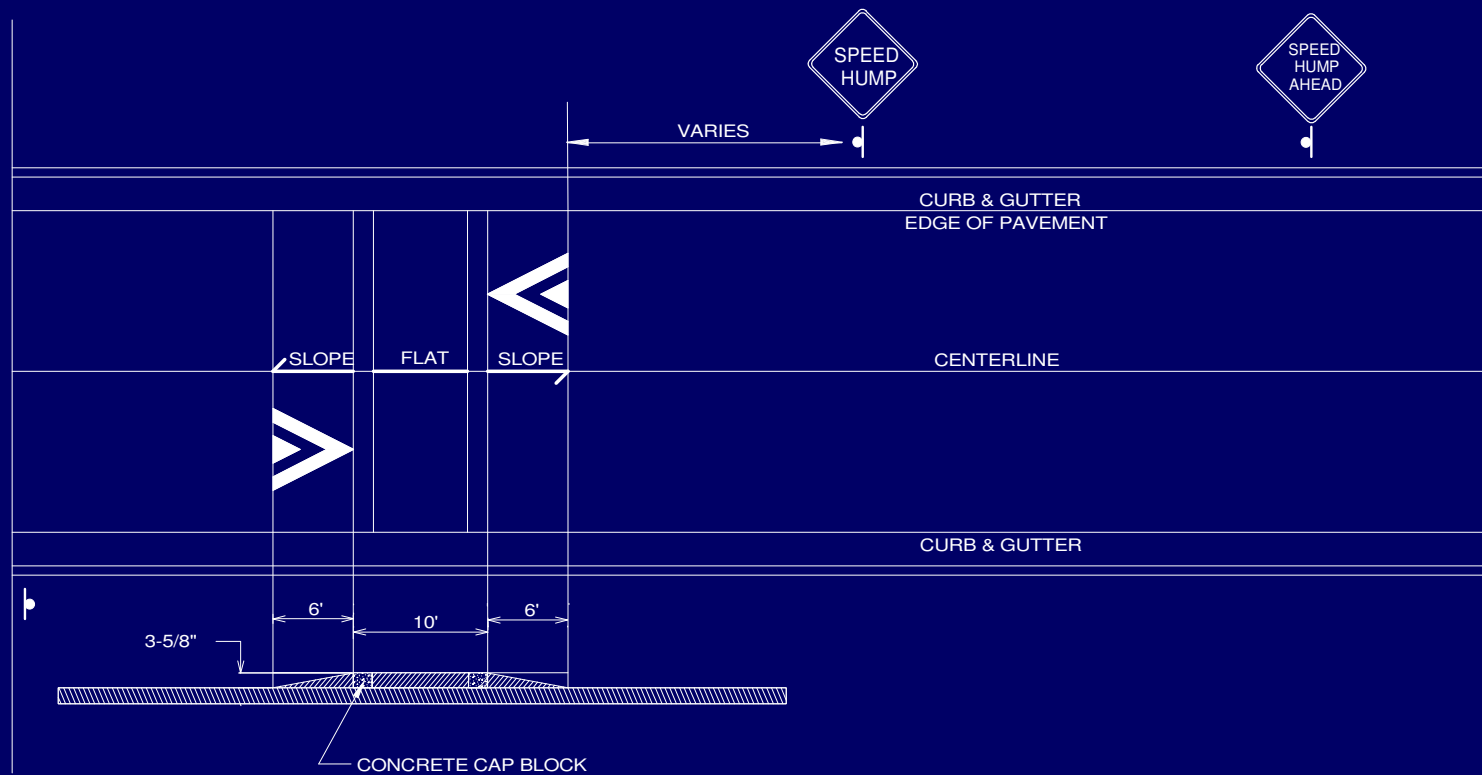 SPEED
HUMP
SPEED
HUMP
AHEAD
VARIES
CURB & GUTTER
EDGE OF PAVEMENT
SLOPE
FLAT
SLOPE
CENTERLINE
CURB & GUTTER
6'
10'
6'
3-5/8"
CONCRETE CAP BLOCK